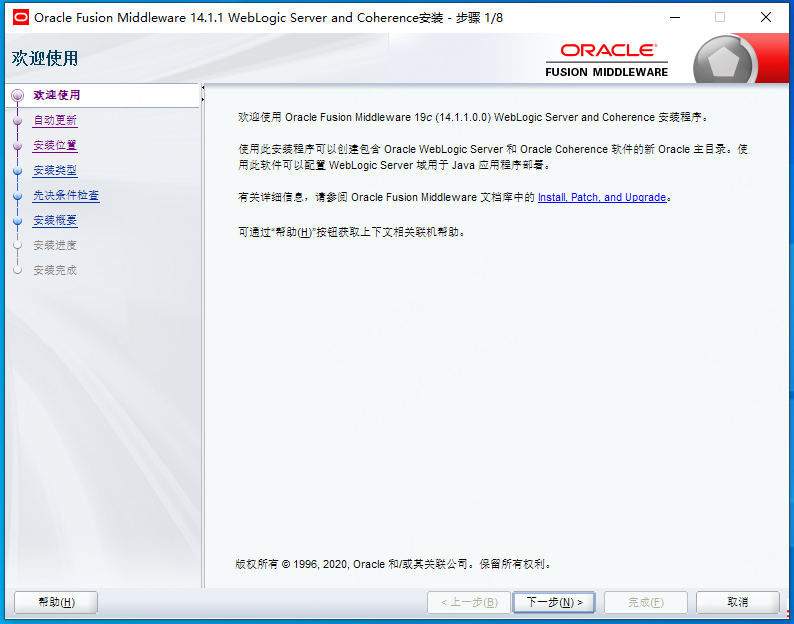 Oracle Fusion Middleware 14.1.1 WebLogic Server and Coherence安装 - 步骤 1/8
欢迎使用
ORACLE
FUSION MIDDLEWARE
欢迎使用
自动更新
安装位置
安装类型
先决条件检查
安装概要
安装进度
安装完成
欢迎使用 Oracle Fusion Middleware 19c (14.1.1.0.0) WebLogic Server and Coherence 安装程序。
使用此安装程序可以创建包含 Oracle WebLogic Server 和 Oracle Coherence 软件的新 Oracle 主目录。使
用此软件可以配置 WebLogic Server 域用于 Java 应用程序部署。
有关详细信息，请参阅 Oracle Fusion Middleware 文档库中的 Install, Patch, and Upgrade。
可通过"帮助(H)"按钮获取上下文相关联机帮助。
版权所有 © 1996, 2020, Oracle 和/或其关联公司。保留所有权利。
帮助(H)
< 上一步(B)
下一步(N) >
完成(F)
取消